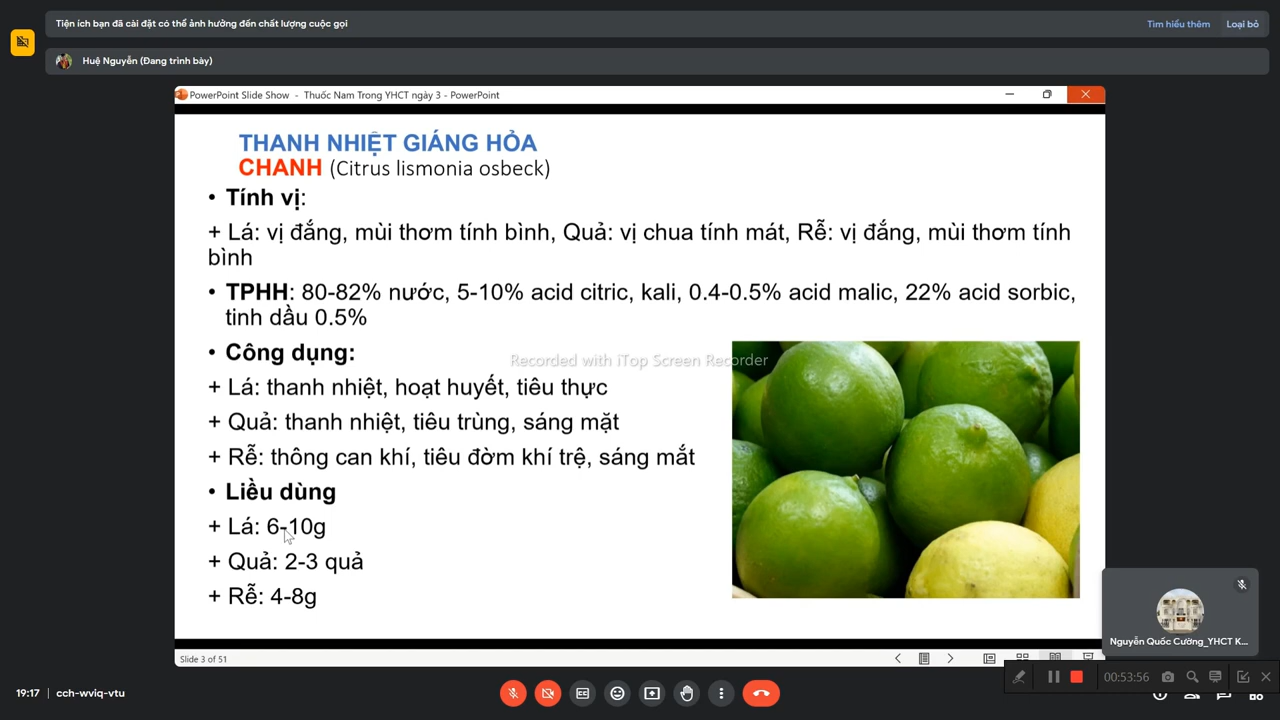 Tiện ích bạn đã cài đặt có thể ảnh hưởng đến chất lượng cuộc gọi
Tìm hiểu thêm
Loại bỏ
Huệ Nguyễn (Đang trình bày)
PowerPoint Slide Show - Thuốc Nam Trong YHCT ngày 3 - PowerPoint
THANH NHIỆT GIÁNG HỎA
CHANH (Citrus lismonia osbeck)
• Tính vị:
+ Lá: vị đắng, mùi thơm tính bình, Quả: vị chua tính mát, Rễ: vị đắng, mùi thơm tính
bình
• TPHH: 80-82% nước, 5-10% acid citric, kali, 0.4-0.5% acid malic, 22% acid sorbic,
tinh dầu 0.5%
• Công dụng:
Recorded with iTop Screen Recorder
+ Lá: thanh nhiệt, hoạt huyết, tiêu thực
+ Quả: thanh nhiệt, tiêu trùng, sáng mặt
+ Rễ: thông can khí, tiêu đờm khí trệ, sáng mắt
• Liều dùng
+ Lá: 6-10g
+ Quả: 2-3 quả
+ Rễ: 4-8g
Nguyễn Quốc Cường_YHCT K...
Slide 3 of 51
00:53:56
19:17
cch-wviq-vtu